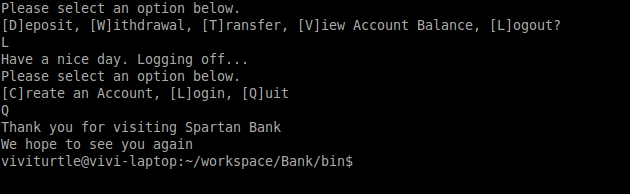 Please select an option below.
[D]eposit, [W]ithdrawal, [T]ransfer, [V]iew Account Balance, [L]ogout?
L
Have a nice day. Logging off...
Please select an option below.
[C]reate an Account, [L]ogin, [Q]uit
Q
Thank you for visiting Spartan Bank
We hope to see you again
viviturtle@vivi-laptop:~/workspace/Bank/bin$